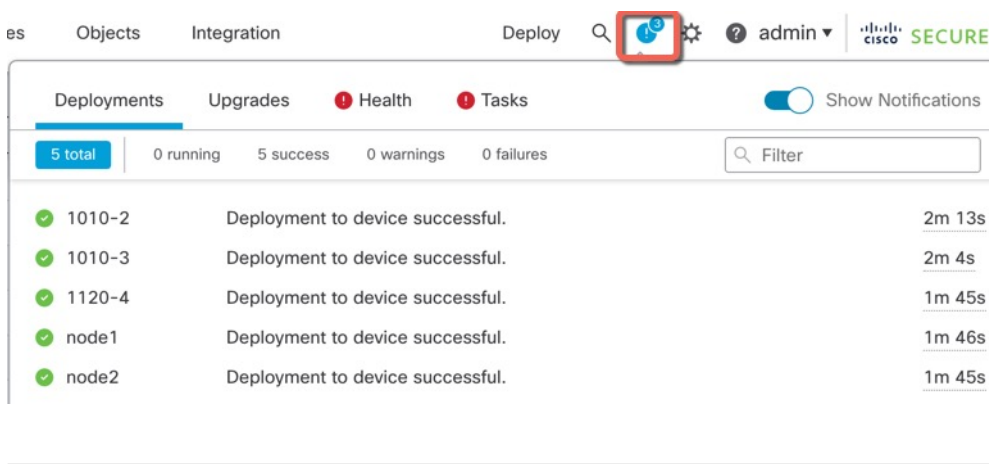 es Objects Integration Deploy 3 ? admin cisco SECURE
Deployments Upgrades ! Health ! Tasks Show Notifications
5 total 0 running 5 success 0 warnings 0 failures Filter
1010-2 Deployment to device successful. 2m 13s
1010-3 Deployment to device successful. 2m 4s
1120-4 Deployment to device successful. 1m 45s
node1 Deployment to device successful. 1m 46s
node2 Deployment to device successful. 1m 45s